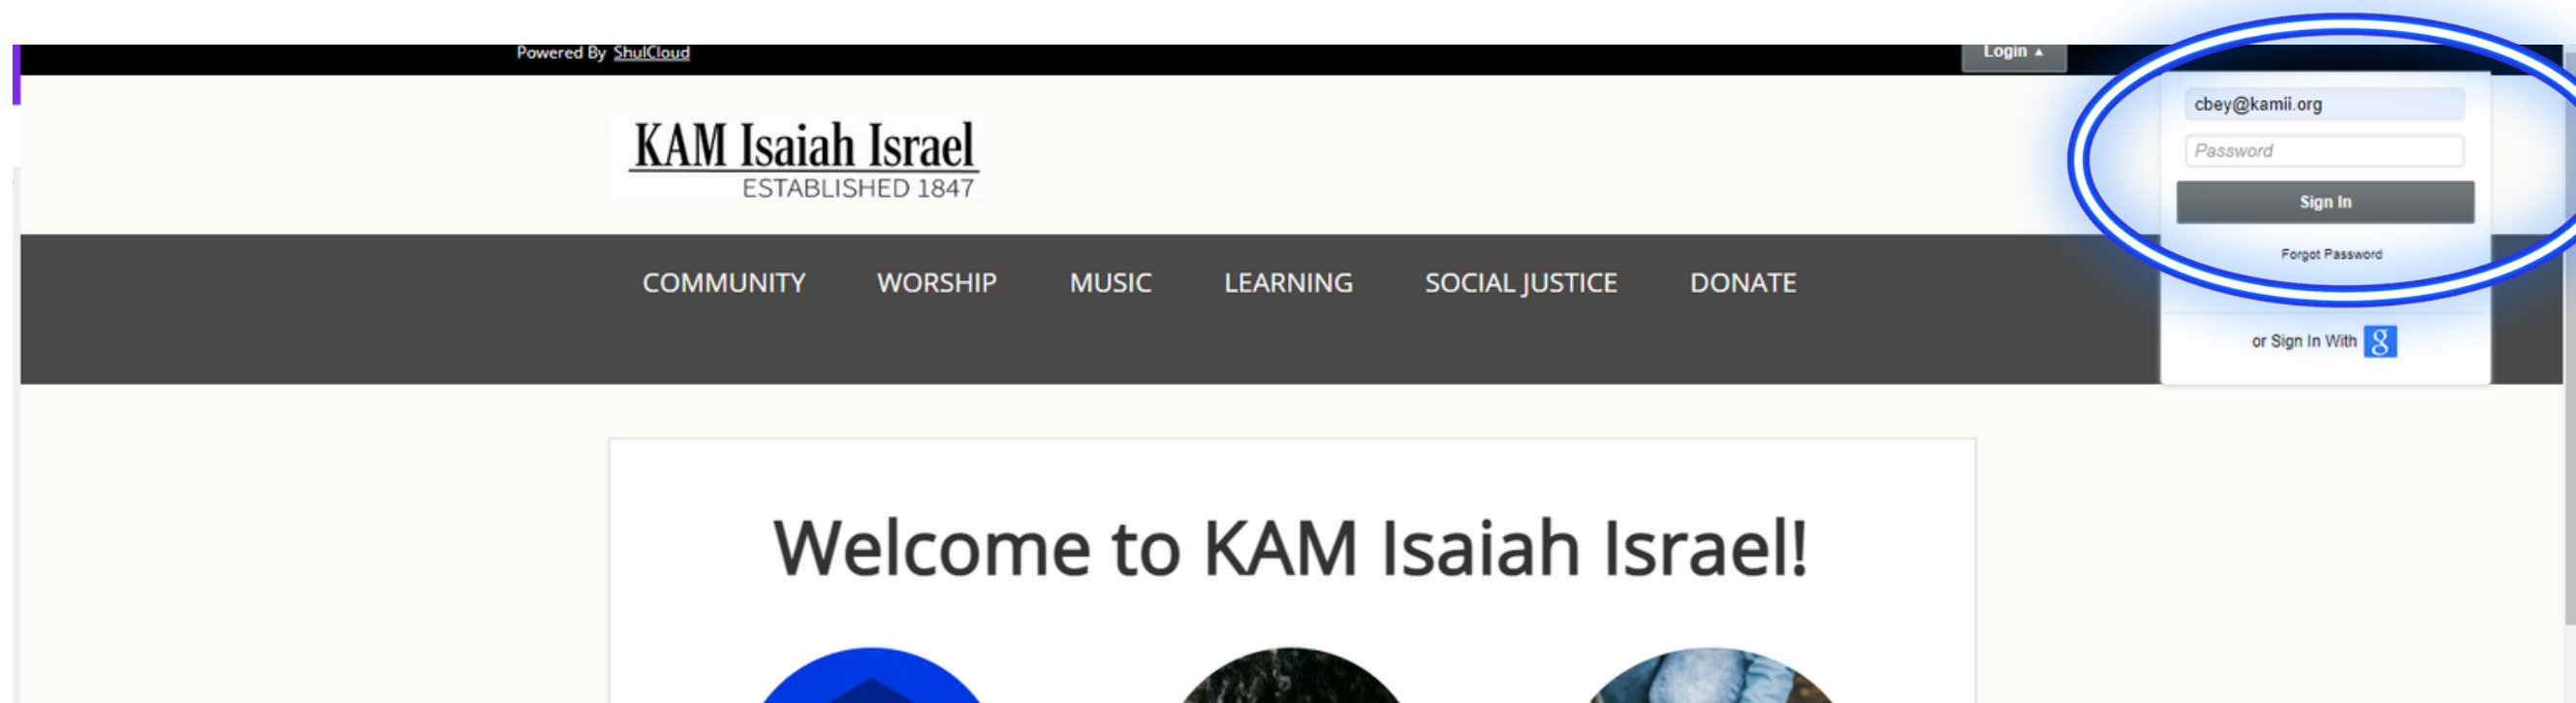 Powered By ShulCloud
Login ▲
cbey@kamii.org
Password
Sign In
Forgot Password
or Sign In With g
KAM Isaiah Israel
ESTABLISHED 1847
COMMUNITY WORSHIP MUSIC LEARNING SOCIAL JUSTICE DONATE
Welcome to KAM Isaiah Israel!